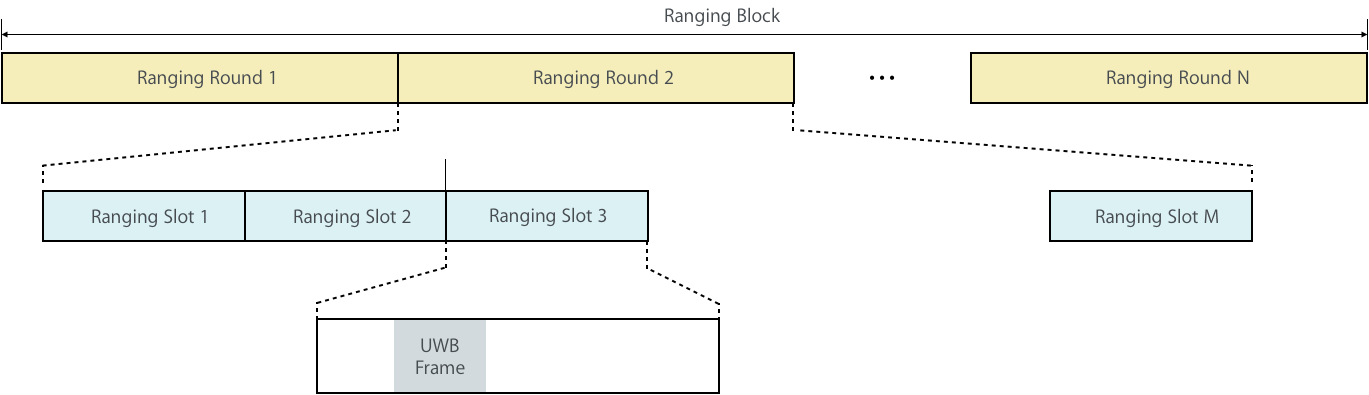 Ranging Block
Ranging Round 1
Ranging Round 2
...
Ranging Round N
Ranging Slot 1
Ranging Slot 2
Ranging Slot 3
Ranging Slot M
UWB
Frame